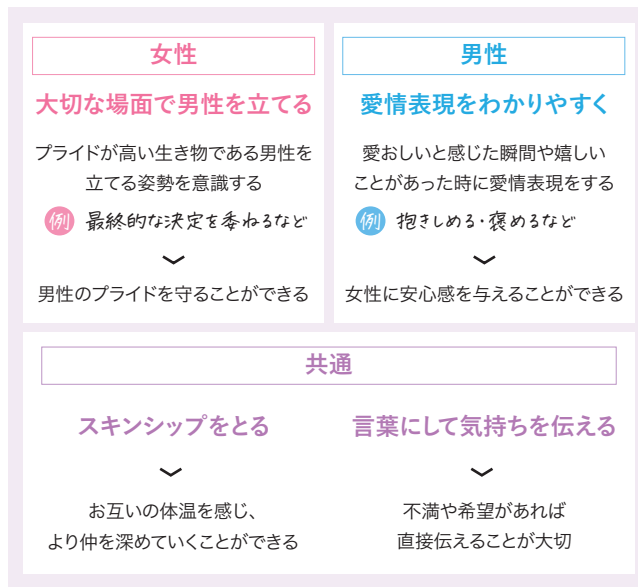 女性
大切な場面で男性を立てる
プライドが高い生き物である男性を
立てる姿勢を意識する
例 最終的な決定を委ねるなど
男性のプライドを守ることができる
男性
愛情表現をわかりやすく
愛おしいと感じた瞬間や嬉しい
ことがあった時に愛情表現をする
例 抱きしめる・褒めるなど
女性に安心感を与えることができる
共通
スキンシップをとる
お互いの体温を感じ、
より仲を深めていくことができる
言葉にして気持ちを伝える
不満や希望があれば
直接伝えることが大切